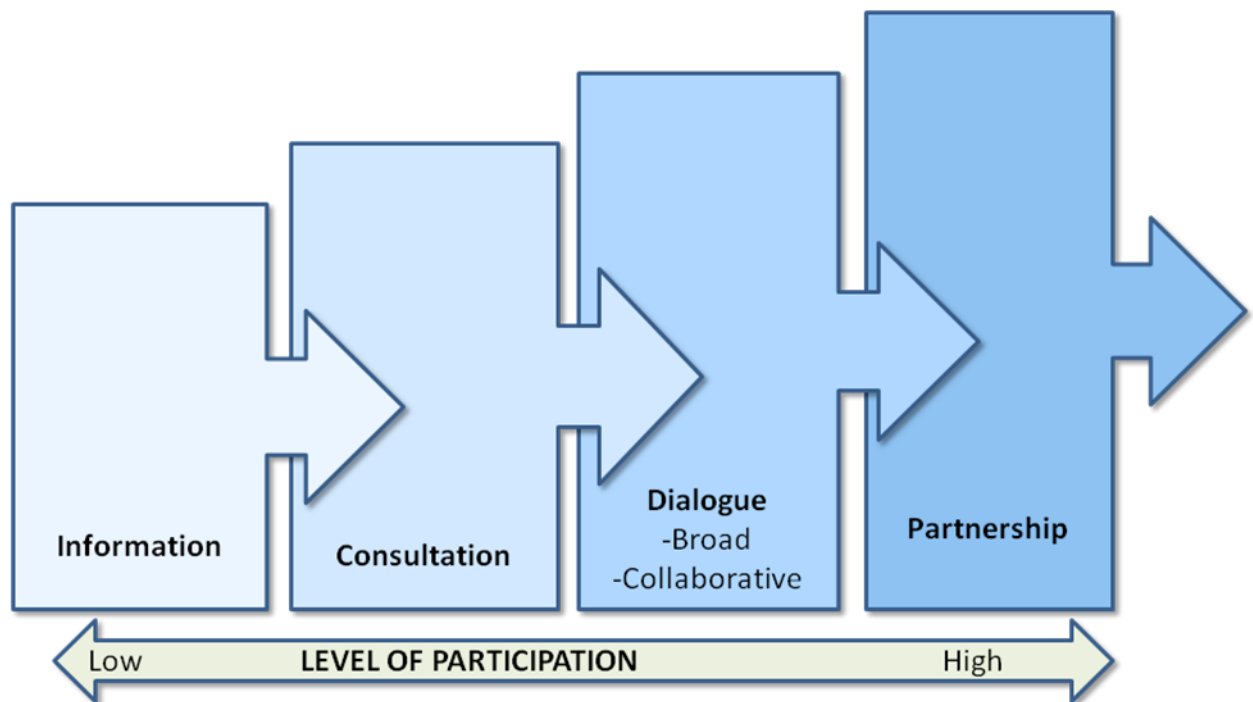 Information
Consultation
Dialogue
-Broad
-Collaborative
Partnership
Low
LEVEL OF PARTICIPATION
High